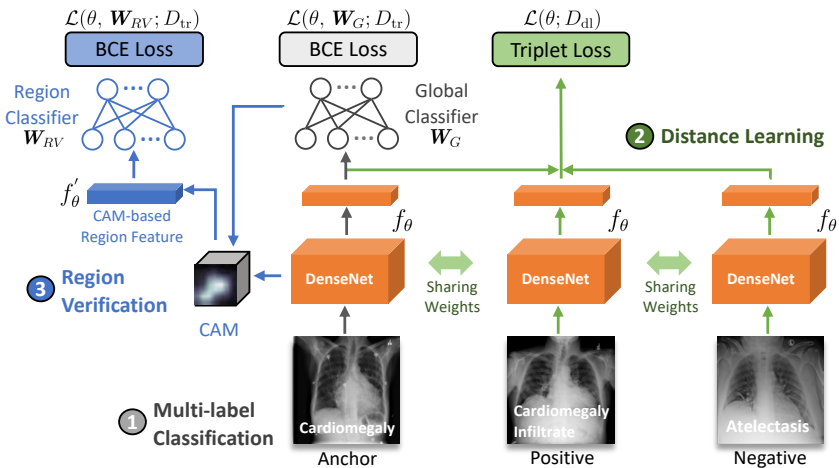 ℒ(θ, W_RV; D_tr)
ℒ(θ, W_G; D_tr)
ℒ(θ; D_dl)
BCE Loss
BCE Loss
Triplet Loss
Region
Classifier
W_RV
Global
Classifier
W_G
2 Distance Learning
f′_θ
CAM-based
Region Feature
f_θ
f_θ
f_θ
3 Region
Verification
CAM
DenseNet
Sharing
Weights
DenseNet
Sharing
Weights
DenseNet
1 Multi-label
Classification
Cardiomegaly
Cardiomegaly
Infiltrate
Atelectasis
Anchor
Positive
Negative